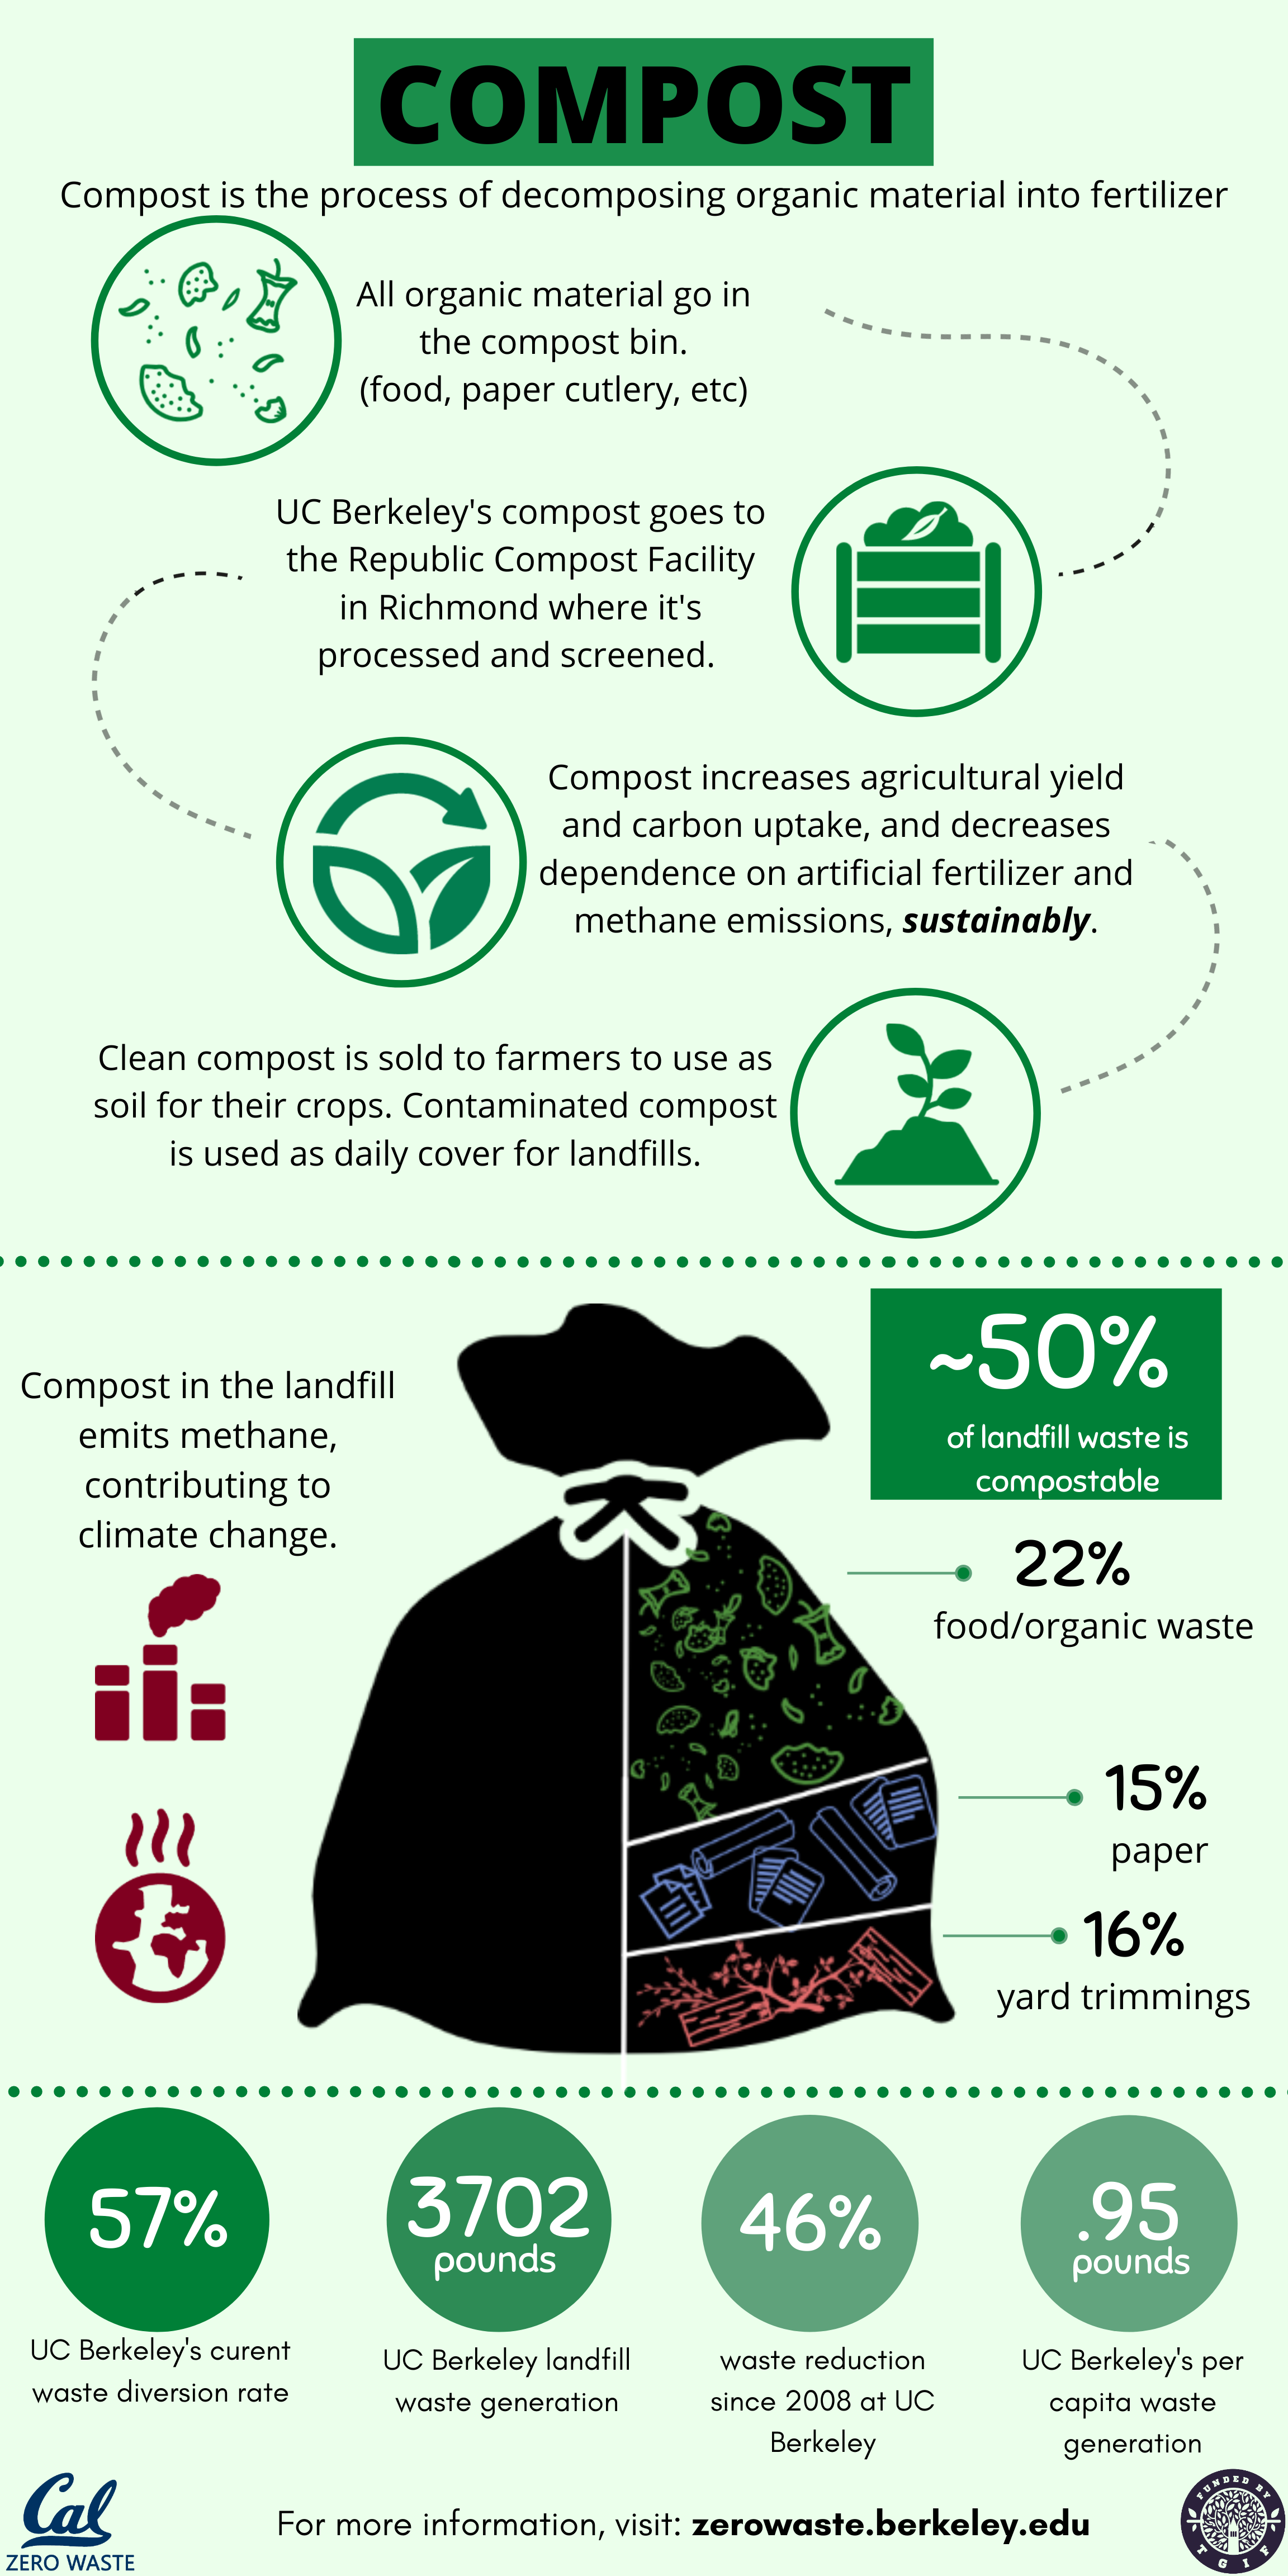 COMPOST
Compost is the process of decomposing organic material into fertilizer
All organic material go in
the compost bin.
(food, paper cutlery, etc)
UC Berkeley's compost goes to
the Republic Compost Facility
in Richmond where it's
processed and screened.
Compost increases agricultural yield
and carbon uptake, and decreases
dependence on artificial fertilizer and
methane emissions, sustainably.
Clean compost is sold to farmers to use as
soil for their crops. Contaminated compost
is used as daily cover for landfills.
Compost in the landfill
emits methane,
contributing to
climate change.
~50%
of landfill waste is
compostable
22%
food/organic waste
15%
paper
16%
yard trimmings
57%
UC Berkeley's curent
waste diversion rate
3702
pounds
UC Berkeley landfill
waste generation
46%
waste reduction
since 2008 at UC
Berkeley
.95
pounds
UC Berkeley's per
capita waste
generation
Cal
ZERO WASTE
For more information, visit: zerowaste.berkeley.edu
FUNDED BY
TGIF